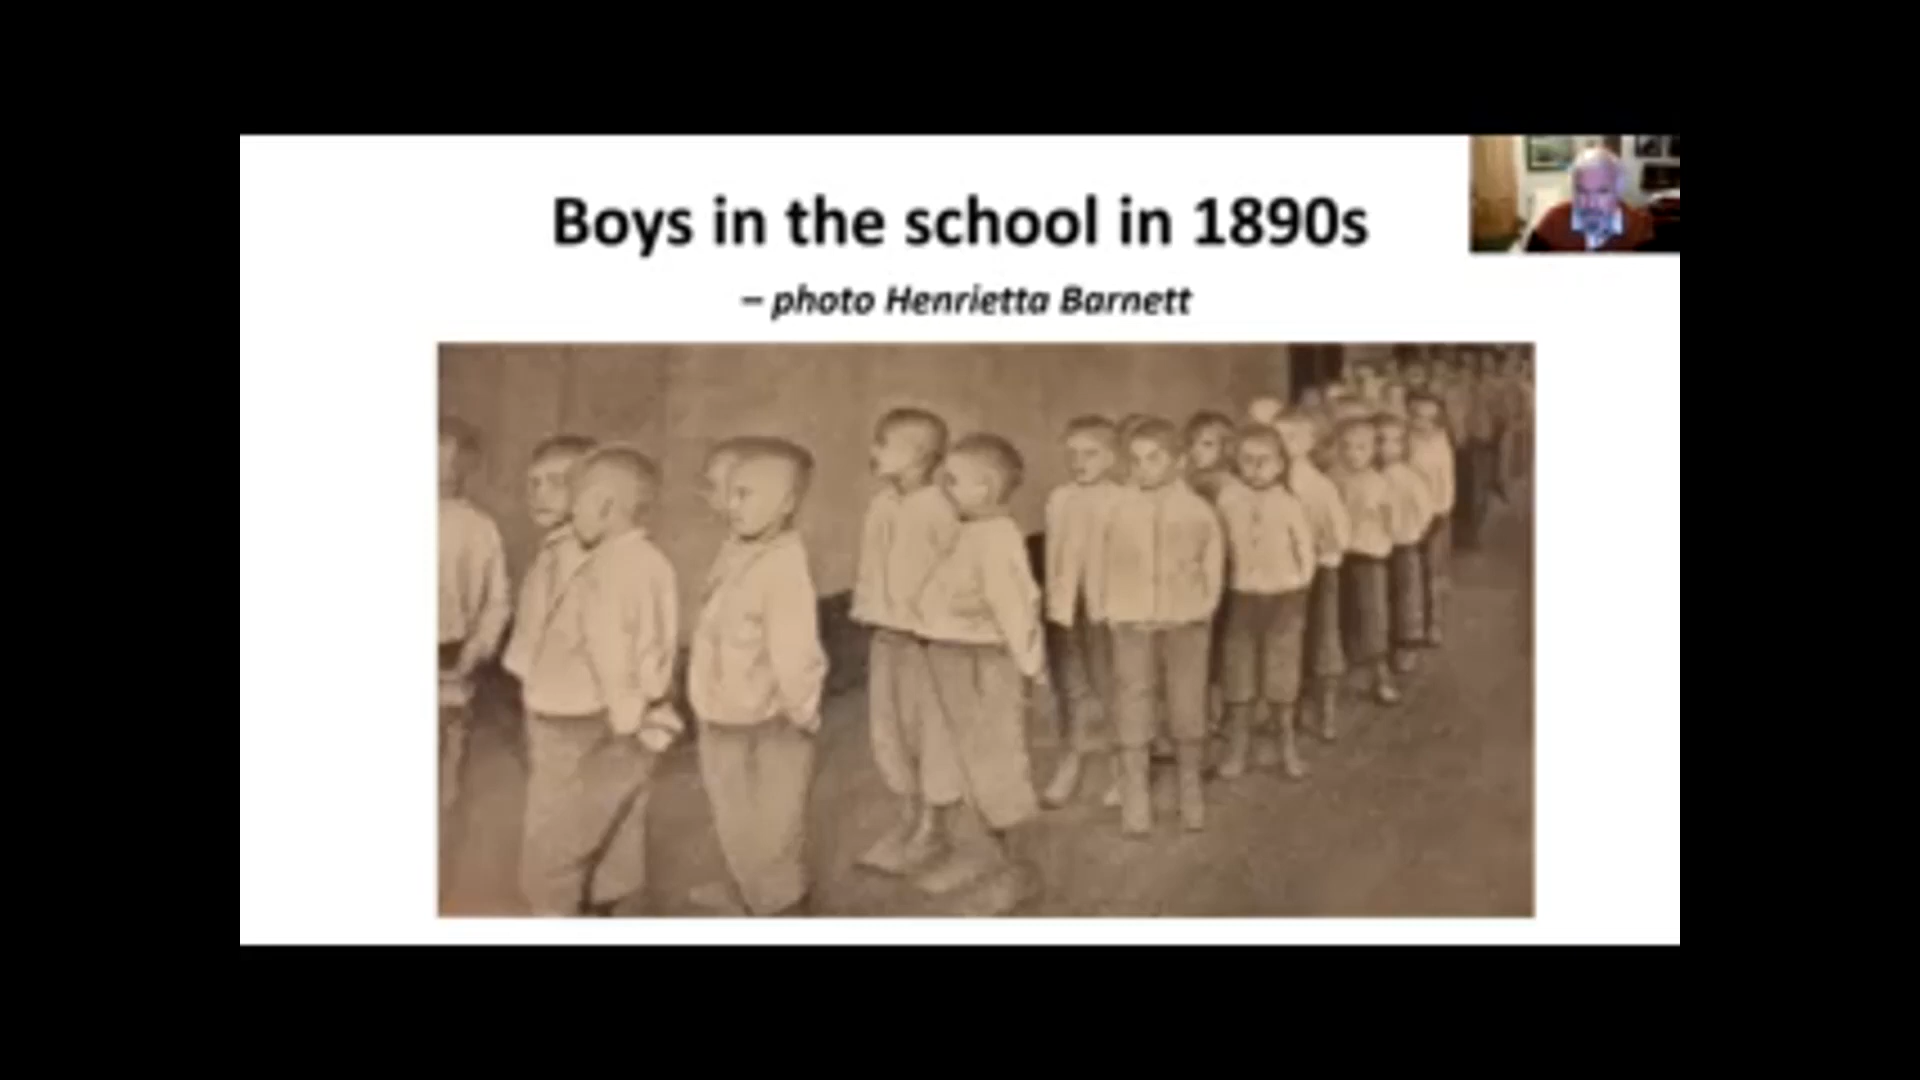 Boys in the school in 1890s
– photo Henrietta Barnett